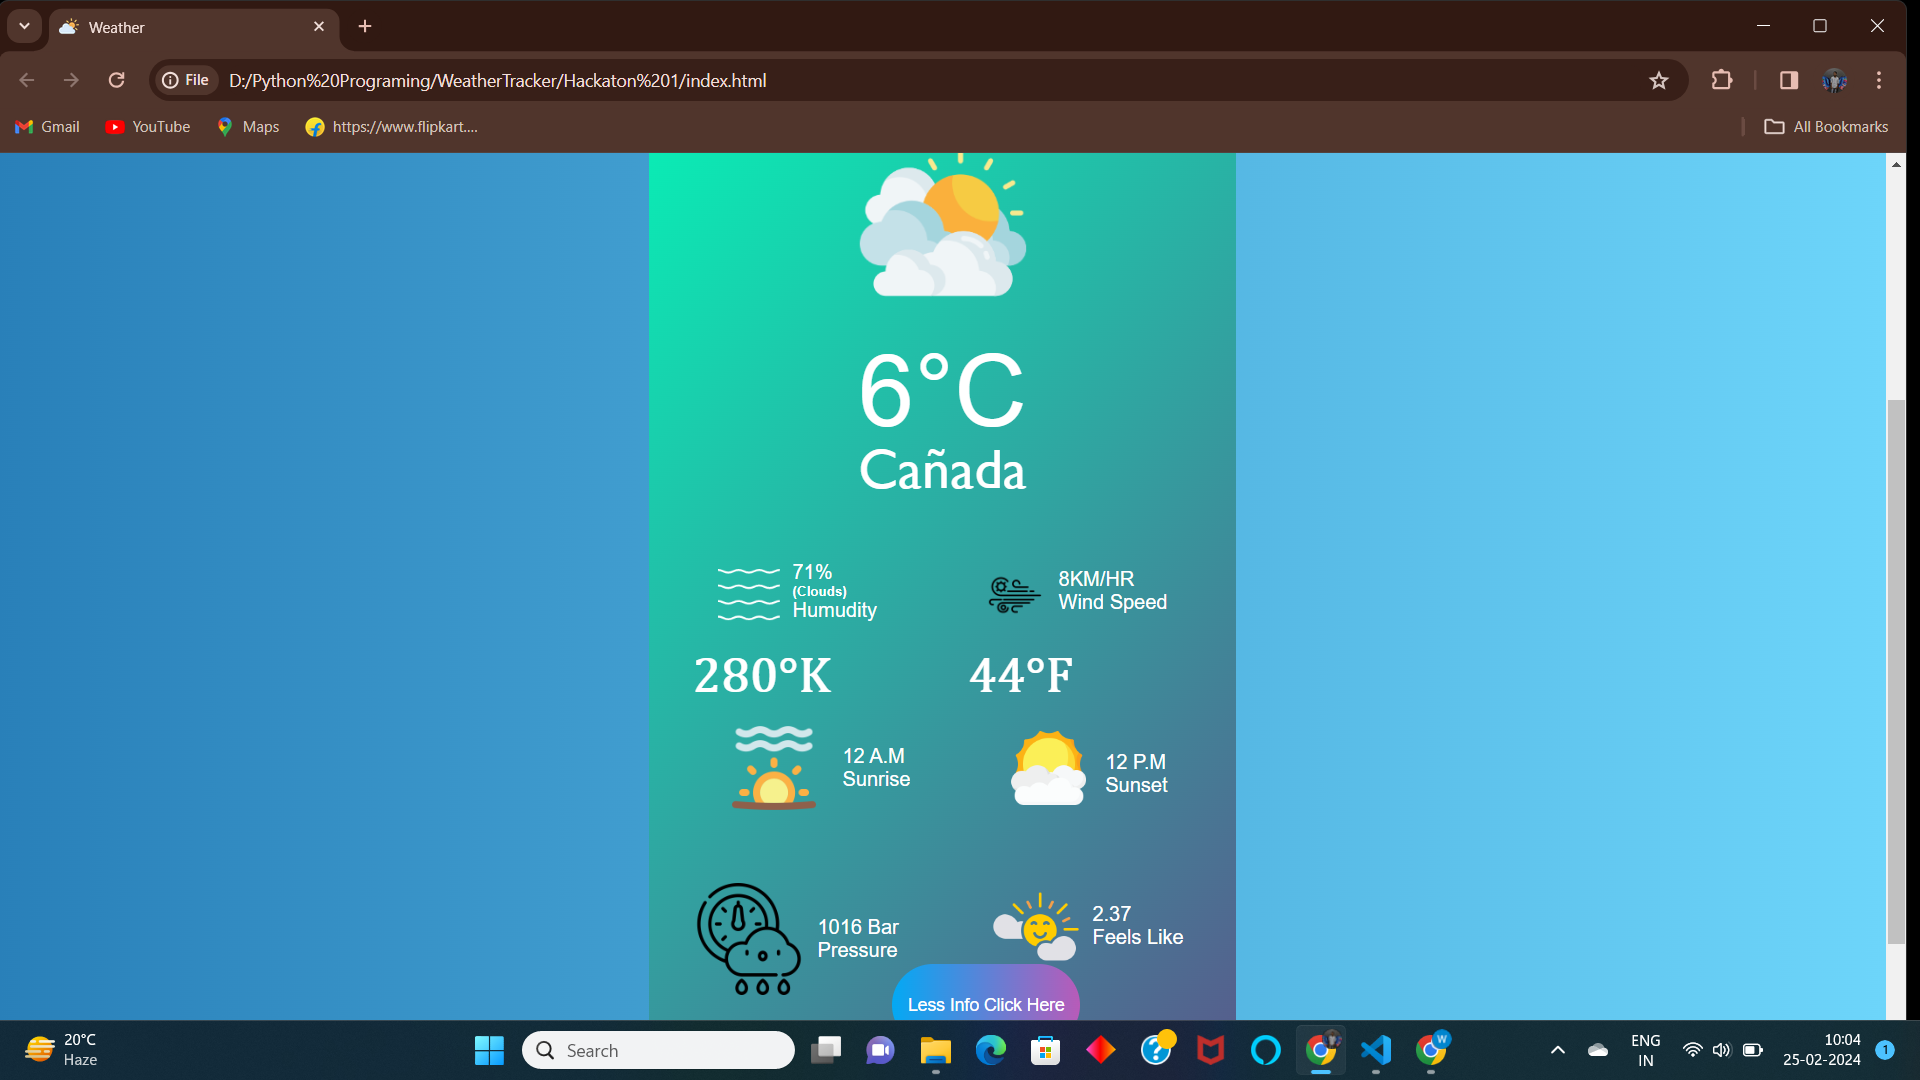 Weather
File
D:/Python%20Programing/WeatherTracker/Hackaton%201/index.html
Gmail
YouTube
Maps
https://www.flipkart....
All Bookmarks
6°C
Cañada
71%
(Clouds)
Humudity
8KM/HR
Wind Speed
280°K
44°F
12 A.M
Sunrise
12 P.M
Sunset
1016 Bar
Pressure
2.37
Feels Like
Less Info Click Here
20°C
Haze
Search
W
ENG
IN
10:04
25-02-2024
1